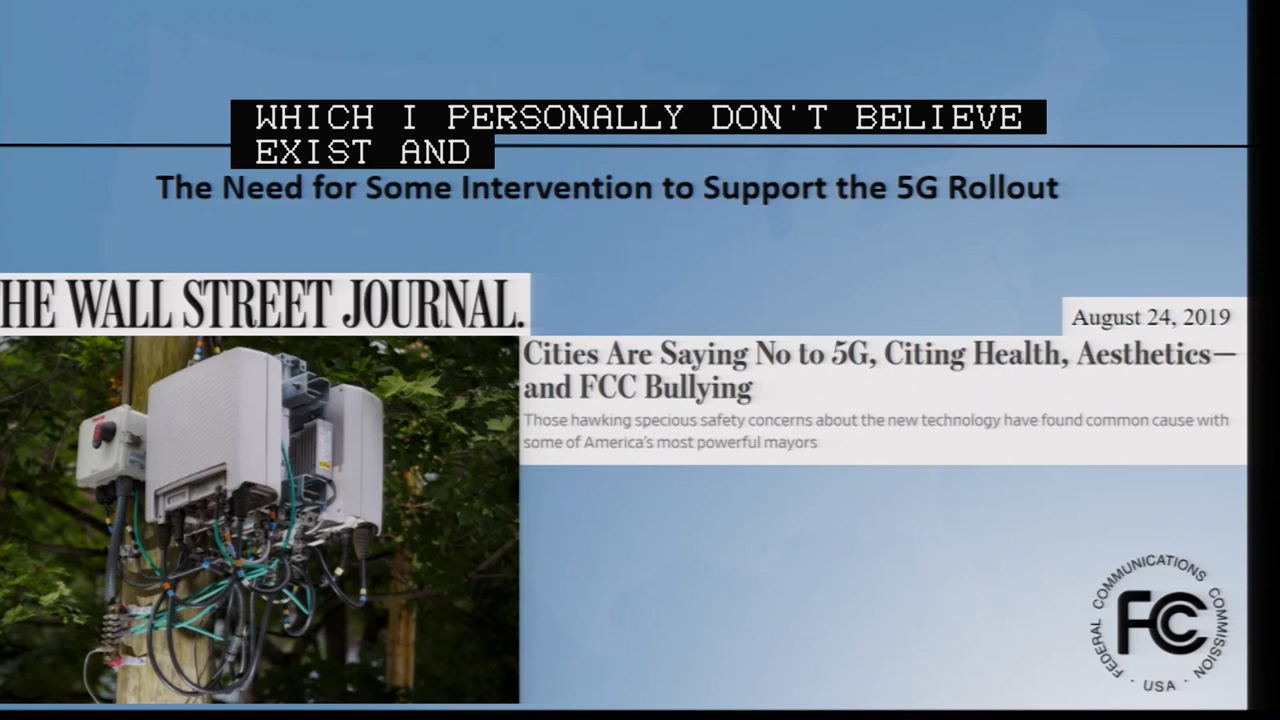 WHICH I PERSONALLY DON'T BELIEVE
EXIST AND
The Need for Some Intervention to Support the 5G Rollout
HE WALL STREET JOURNAL.
August 24, 2019
Cities Are Saying No to 5G, Citing Health, Aesthetics—
and FCC Bullying
Those hawking specious safety concerns about the new technology have found common cause with
some of America's most powerful mayors
FEDERAL COMMUNICATIONS COMMISSION
FCC
· USA ·